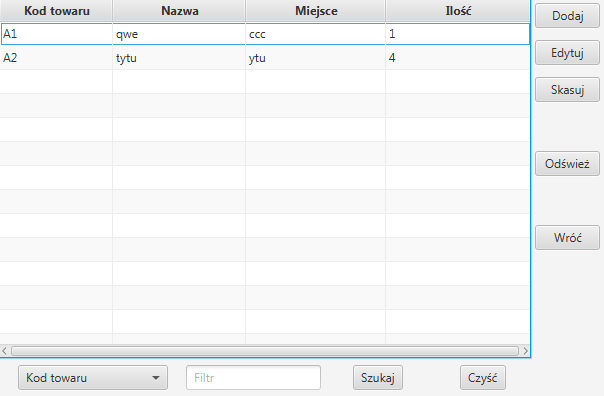 Kod towaru Nazwa Miejsce Ilość
A1 qwe ccc 1
A2 tytu ytu 4
Dodaj
Edytuj
Skasuj
Odśwież
Wróć
Kod towaru Filtr Szukaj Czyść